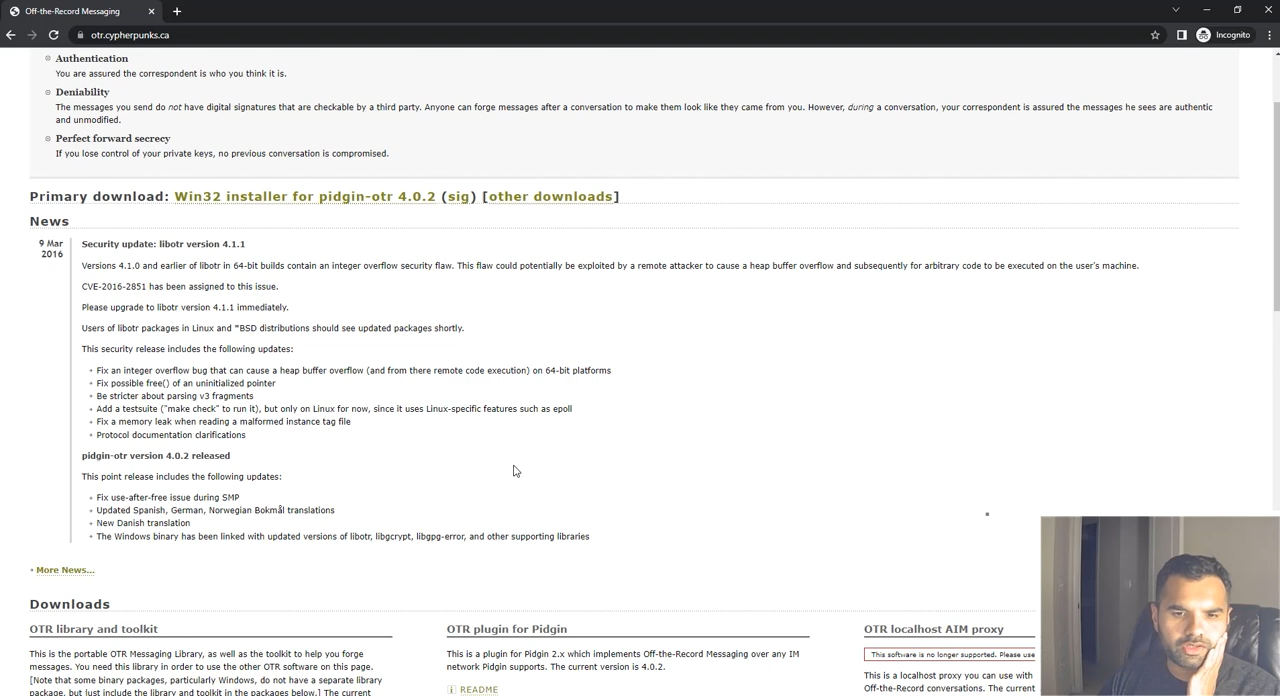 Off-the-Record Messaging
otr.cypherpunks.ca
Incognito
Authentication
You are assured the correspondent is who you think it is.
Deniability
The messages you send do not have digital signatures that are checkable by a third party. Anyone can forge messages after a conversation to make them look like they came from you. However, during a conversation, your correspondent is assured the messages he sees are authentic
and unmodified.
Perfect forward secrecy
If you lose control of your private keys, no previous conversation is compromised.
Primary download: Win32 installer for pidgin-otr 4.0.2 (sig) [other downloads]
News
9 Mar
2016
Security update: libotr version 4.1.1
Versions 4.1.0 and earlier of libotr in 64-bit builds contain an integer overflow security flaw. This flaw could potentially be exploited by a remote attacker to cause a heap buffer overflow and subsequently for arbitrary code to be executed on the user's machine.
CVE-2016-2851 has been assigned to this issue.
Please upgrade to libotr version 4.1.1 immediately.
Users of libotr packages in Linux and *BSD distributions should see updated packages shortly.
This security release includes the following updates:
Fix an integer overflow bug that can cause a heap buffer overflow (and from there remote code execution) on 64-bit platforms
Fix possible free() of an uninitialized pointer
Be stricter about parsing v3 fragments
Add a testsuite ("make check" to run it), but only on Linux for now, since it uses Linux-specific features such as epoll
Fix a memory leak when reading a malformed instance tag file
Protocol documentation clarifications
pidgin-otr version 4.0.2 released
This point release includes the following updates:
Fix use-after-free issue during SMP
Updated Spanish, German, Norwegian Bokmål translations
New Danish translation
The Windows binary has been linked with updated versions of libotr, libgcrypt, libgpg-error, and other supporting libraries
More News...
Downloads
OTR library and toolkit
This is the portable OTR Messaging Library, as well as the toolkit to help you forge
messages. You need this library in order to use the other OTR software on this page.
[Note that some binary packages, particularly Windows, do not have a separate library
package, but just include the library and toolkit in the packages below.] The current
OTR plugin for Pidgin
This is a plugin for Pidgin 2.x which implements Off-the-Record Messaging over any IM
network Pidgin supports. The current version is 4.0.2.
README
OTR localhost AIM proxy
This software is no longer supported. Please use
This is a localhost proxy you can use with
Off-the-Record conversations. The current